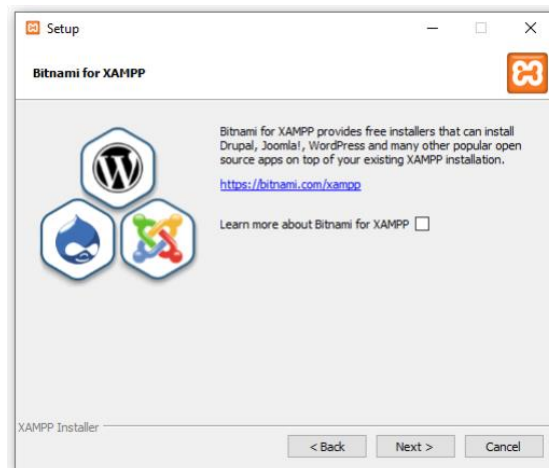 Setup
Bitnami for XAMPP
Bitnami for XAMPP provides free installers that can install
Drupal, Joomla!, WordPress and many other popular open
source apps on top of your existing XAMPP installation.
https://bitnami.com/xampp
Learn more about Bitnami for XAMPP
XAMPP Installer
< Back
Next >
Cancel